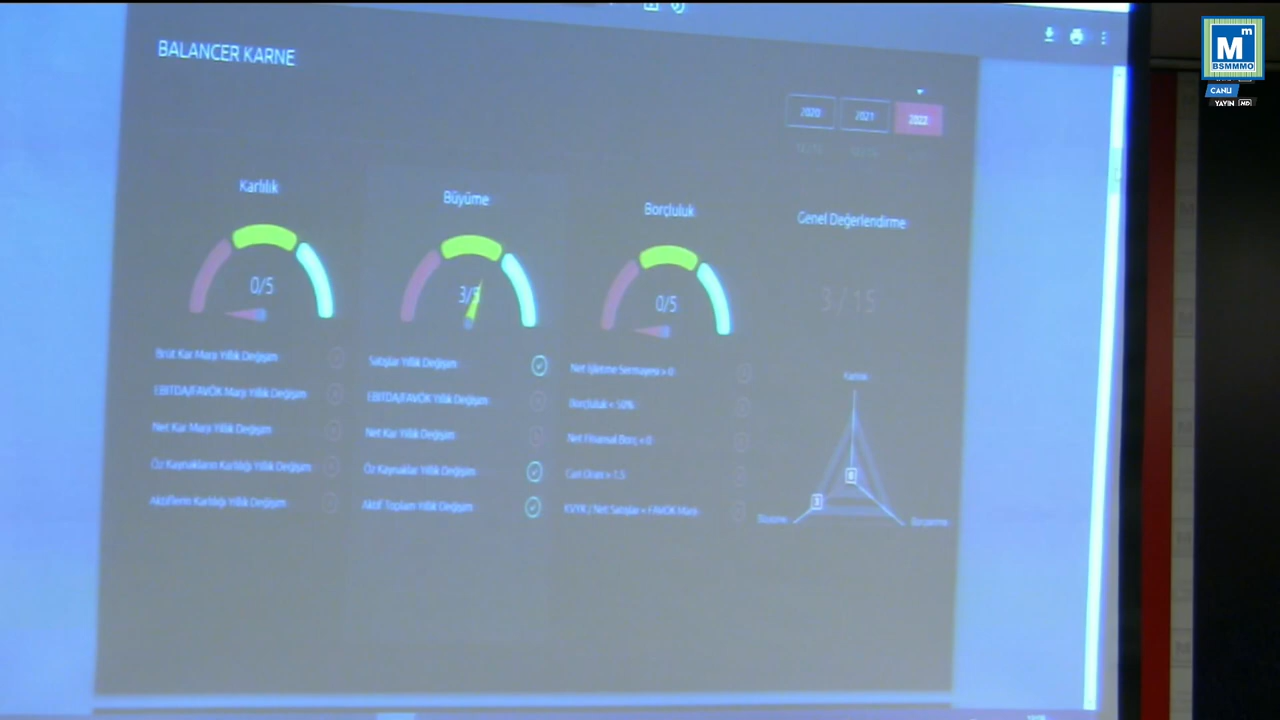 BALANCER KARNE
2020
2021
2022
Karlılık
0/5
Brüt Kar Marjı Yıllık Değişim
EBITDA/FAVÖK Marjı Yıllık Değişim
Net Kar Marjı Yıllık Değişim
Öz Kaynakların Karlılığı Yıllık Değişim
Aktiflerin Karlılığı Yıllık Değişim
Büyüme
3/5
Satışlar Yıllık Değişim
EBITDA/FAVÖK Yıllık Değişim
Net Kar Yıllık Değişim
Öz Kaynaklar Yıllık Değişim
Aktif Toplam Yıllık Değişim
Borçluluk
0/5
Net İşletme Sermayesi > 0
Borçluluk < 50%
Net Finansal Borç < 0
Cari Oran > 1.5
KVYK / Net Satışlar < FAVÖK Marjı
Genel Değerlendirme
3 / 15
Karlılık
0
3
Büyüme
M m
BSMMMO
CANLI
YAYIN HD